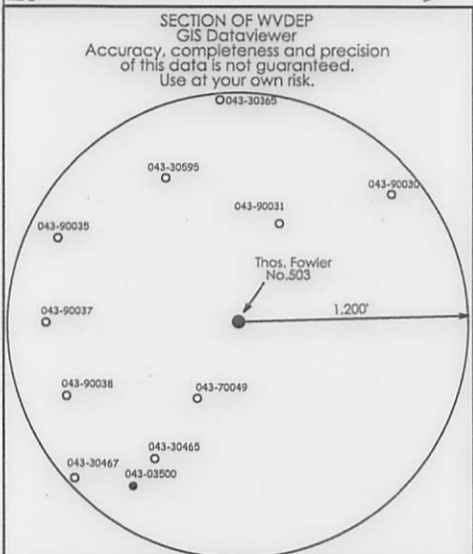 SECTION OF WVDEP
GIS Dataviewer
Accuracy, completeness and precision
of this data is not guaranteed.
Use at your own risk.
043-30365
043-30595
043-90030
043-90031
043-90035
Thos. Fowler
No.503
1,200'
043-90037
043-90038
043-70049
043-30465
043-30467
043-03500